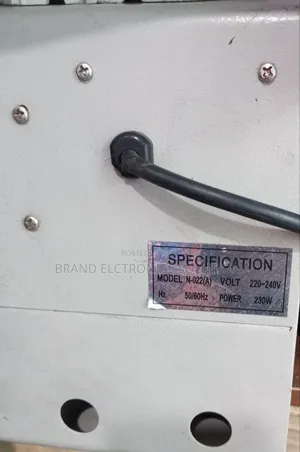 BRAND ELCTRO
SPECIFICATION
MODEL N-022(A) VOLT 220-240V
Hz 50/60Hz POWER 230W